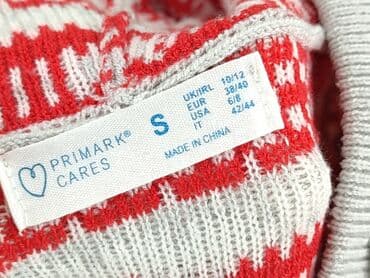 PRIMARK®
CARES
S
UK/IRL 10/12
EUR 38/40
USA 6/8
IT 42/44
MADE IN CHINA